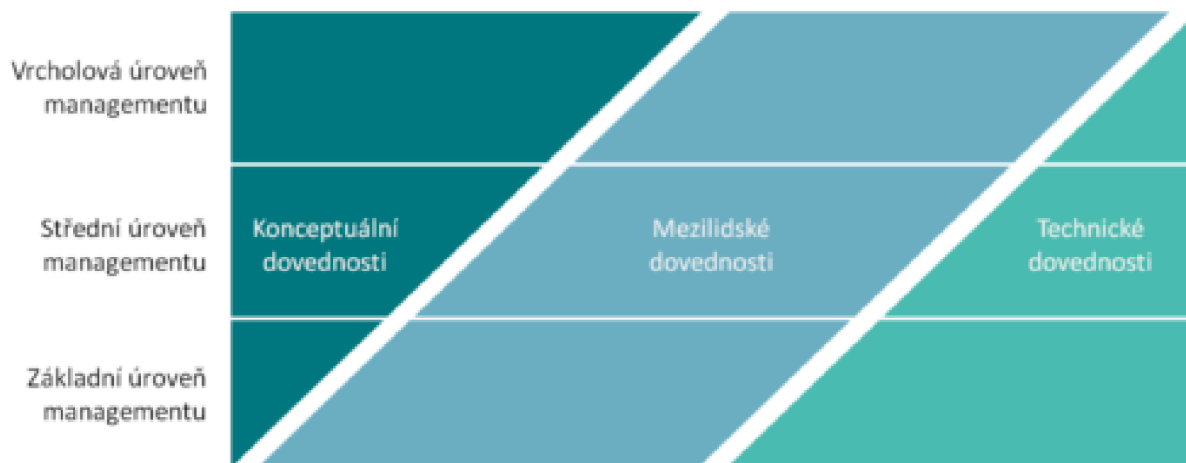 Vrcholová úroveň
managementu
Střední úroveň
managementu
Konceptuální
dovednosti
Mezilidské
dovednosti
Technické
dovednosti
Základní úroveň
managementu